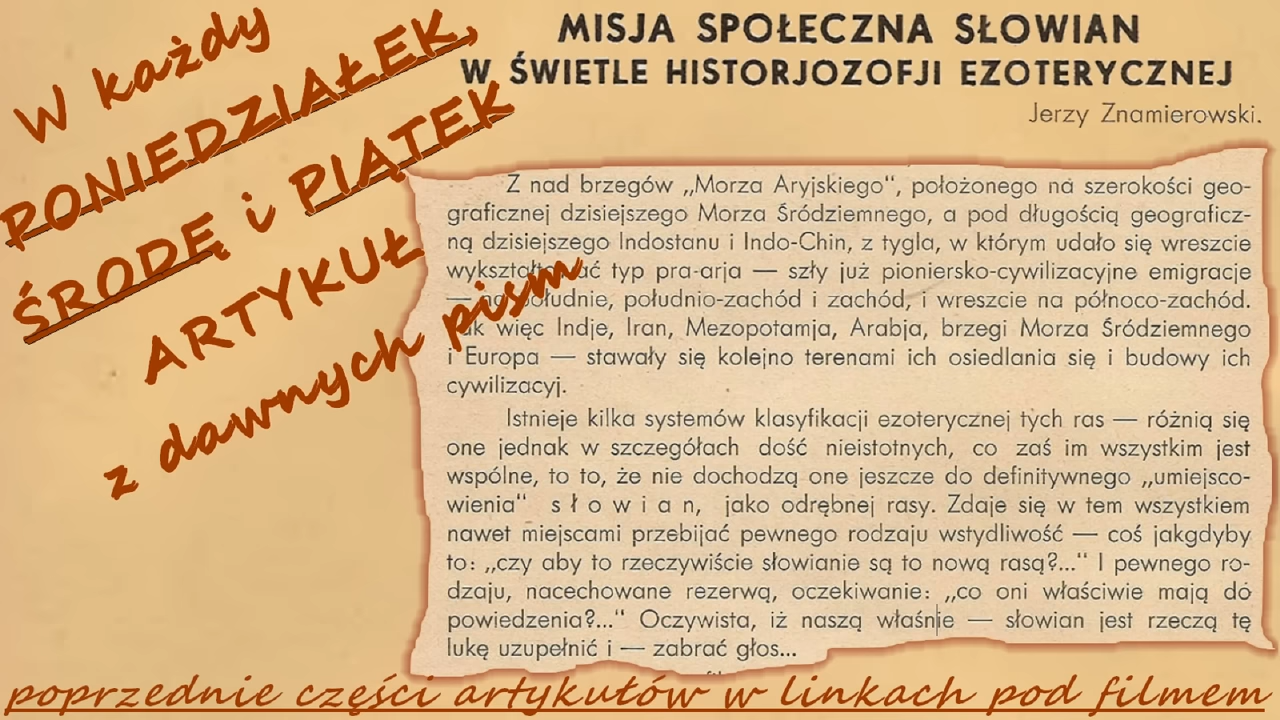 W każdy
PONIEDZIAŁEK,
ŚRODĘ i PIĄTEK
ARTYKUŁ
z dawnych pism
MISJA SPOŁECZNA SŁOWIAN
W ŚWIETLE HISTORJOZOFJI EZOTERYCZNEJ
Jerzy Znamierowski.
Z nad brzegów „Morza Aryjskiego“, położonego na szerokości geo-
graficznej dzisiejszego Morza Śródziemnego, a pod długością geograficz-
ną dzisiejszego Indostanu i Indo-Chin, z tygla, w którym udało się wreszcie
typ pra-arja — szły już pioniersko-cywilizacyjne emigracje
— na południe, południo-zachód i zachód, i wreszcie na północo-zachód.
więc Indje, Iran, Mezopotamja, Arabja, brzegi Morza Śródziemnego
i Europa — stawały się kolejno terenami ich osiedlania się i budowy ich
cywilizacyj.
Istnieje kilka systemów klasyfikacji ezoterycznej tych ras — różnią się
one jednak w szczegółach dość nieistotnych, co zaś im wszystkim jest
wspólne, to to, że nie dochodzą one jeszcze do definitywnego „umiejsco-
wienia“ s ł o w i a n, jako odrębnej rasy. Zdaje się w tem wszystkiem
nawet miejscami przebijać pewnego rodzaju wstydliwość — coś jakgdyby
to: „czy aby to rzeczywiście słowianie są to nową rasą?...“ I pewnego ro-
dzaju, nacechowane rezerwą, oczekiwanie: „co oni właściwie mają do
powiedzenia?...“ Oczywista, iż naszą właśnie — słowian jest rzeczą tę
lukę uzupełnić i — zabrać głos...
poprzednie części artykułów w linkach pod filmem